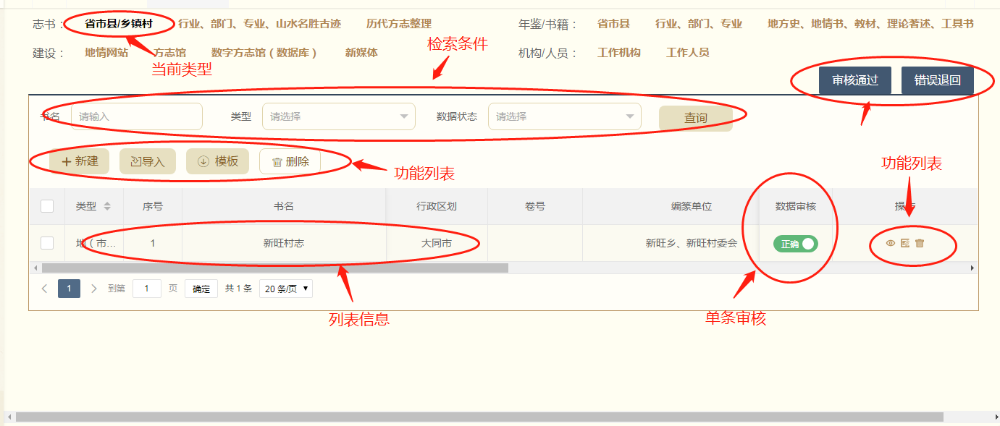 志书： 省市县/乡镇村 行业、部门、专业、山水名胜古迹 历代方志整理 年鉴/书籍： 省市县 行业、部门、专业 地方史、地情书、教材、理论著述、工具书
建设： 地情网站 方志馆 数字方志馆（数据库） 新媒体 机构/人员： 工作机构 工作人员
检索条件
当前类型
审核通过 错误退回
书名 请输入 类型 请选择 数据状态 请选择 查询
新建 导入 模板 删除
功能列表
功能列表
类型 序号 书名 行政区划 卷号 编纂单位 数据审核 操作
地（市... 1 新旺村志 大同市 新旺乡、新旺村委会 正确
1 到第 1 页 确定 共 1 条 20 条/页
列表信息
单条审核